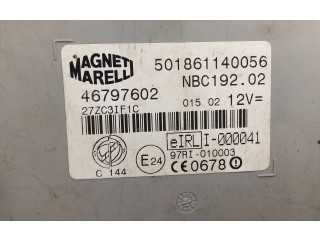 MAGNETI
MARELLI
501861140056
NBC192.02
46797602
015 02 12V=
27ZC3IF1C
eIRL I-000041
97RI-010003
C 144
E24
CE0678